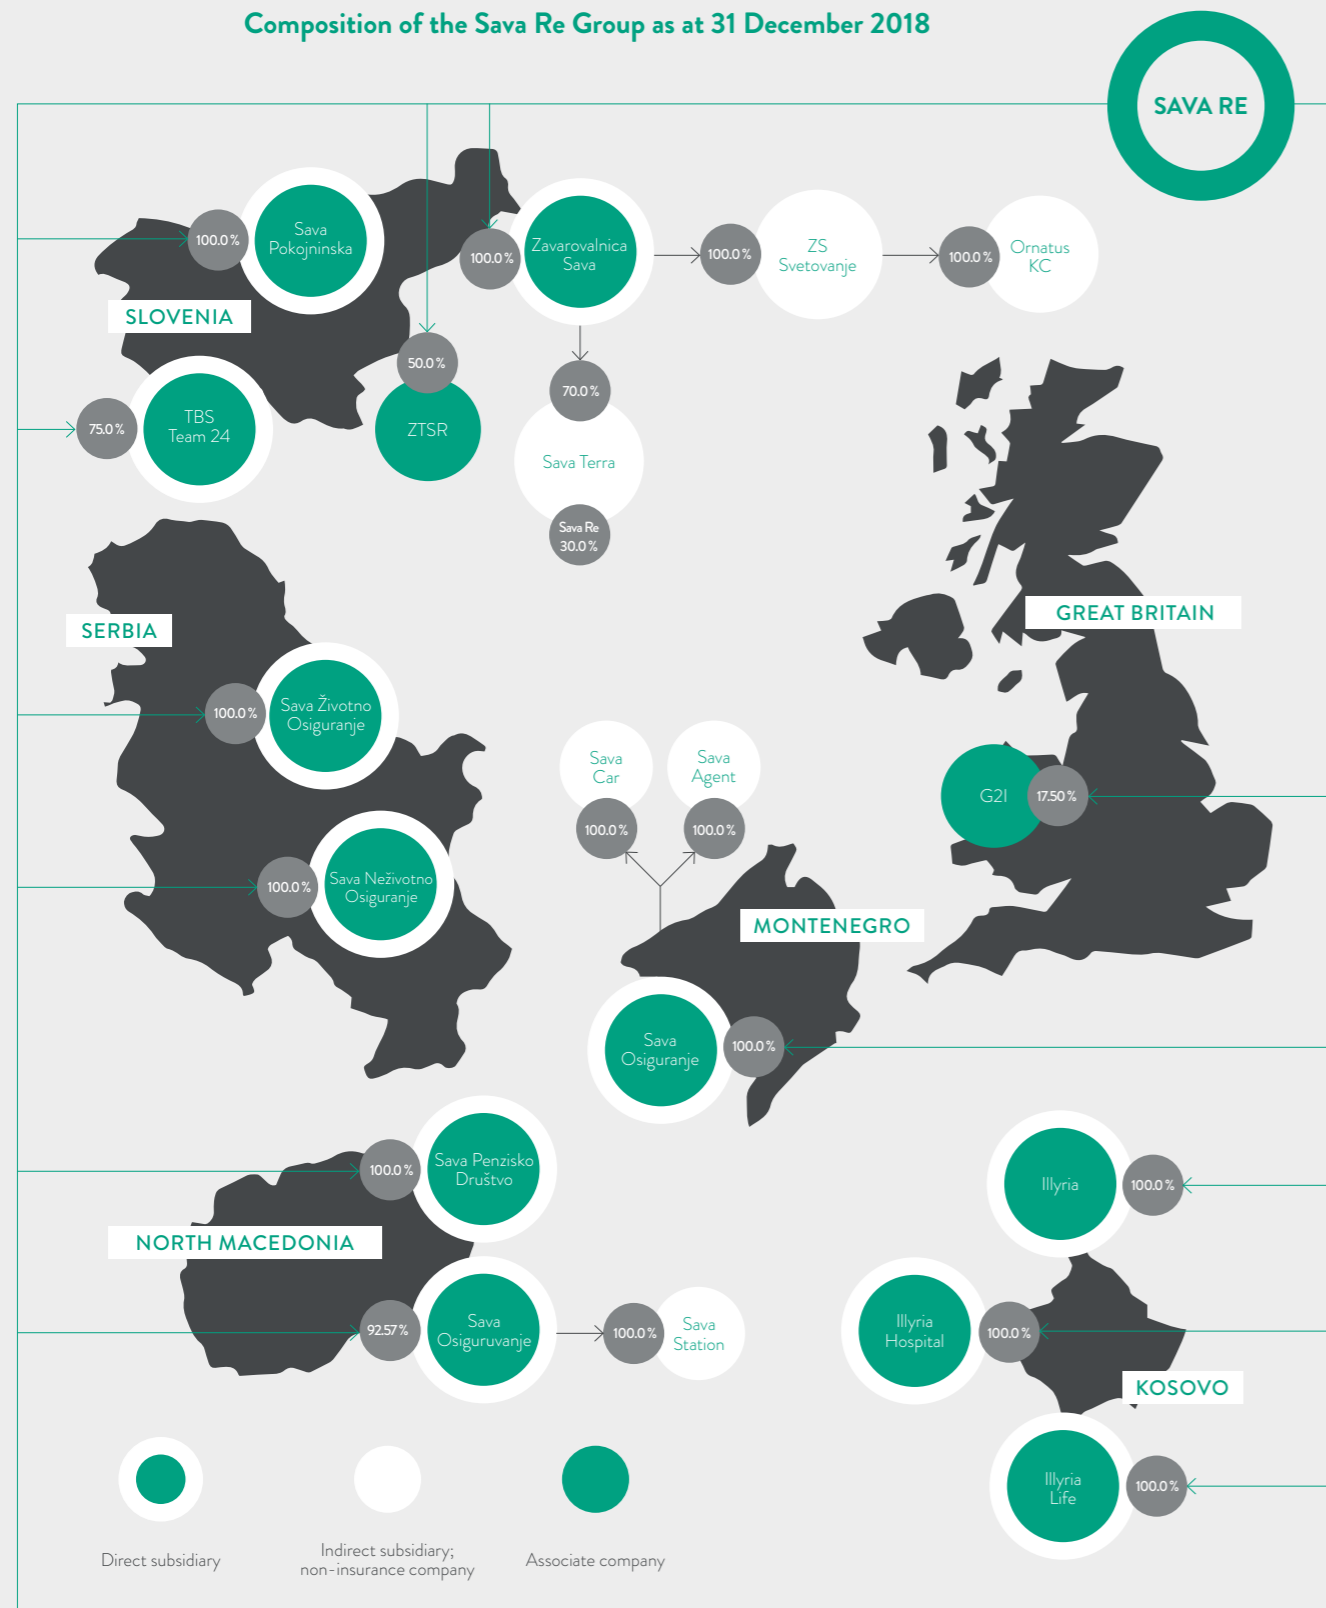 Composition of the Sava Re Group as at 31 December 2018
SAVA RE
100.0 %
Sava
Pokojninska
100.0 %
Zavarovalnica
Sava
100.0 %
ZS
Svetovanje
100.0 %
Ornatus
KC
SLOVENIA
75.0 %
TBS
Team 24
50.0 %
ZTSR
70.0 %
Sava Terra
Sava Re
30.0 %
SERBIA
100.0 %
Sava Životno
Osiguranje
100.0 %
Sava Neživotno
Osiguranje
GREAT BRITAIN
G2I
17.50 %
Sava
Car
100.0 %
Sava
Agent
100.0 %
MONTENEGRO
Sava
Osiguranje
100.0 %
NORTH MACEDONIA
100.0 %
Sava Penzisko
Društvo
92.57 %
Sava
Osiguruvanje
100.0 %
Sava
Station
Illyria
100.0 %
Illyria
Hospital
100.0 %
KOSOVO
Illyria
Life
100.0 %
Direct subsidiary
Indirect subsidiary;
non-insurance company
Associate company